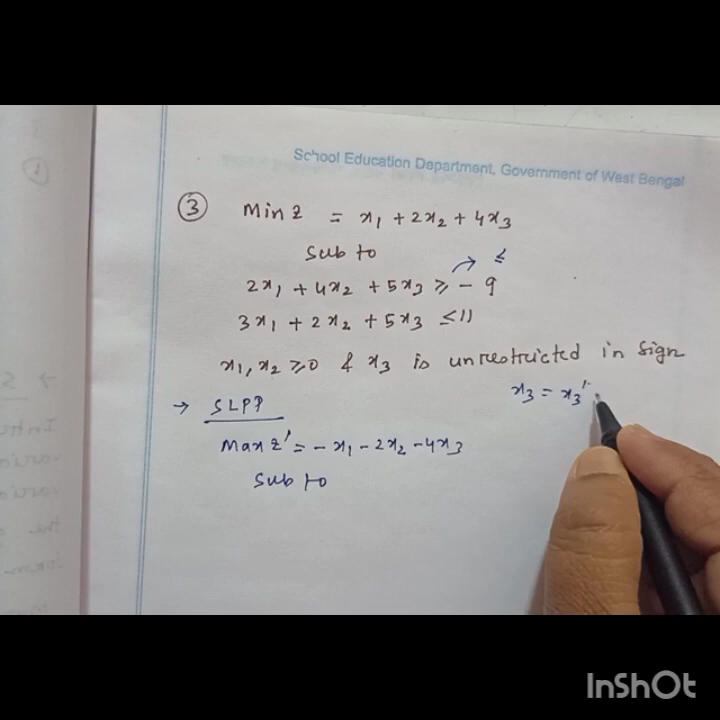 School Education Department, Government of West Bengal
③ Min z = x₁ + 2x₂ + 4x₃
Sub to
2x₁ + 4x₂ + 5x₃ ≥ - 9 → ≤
3x₁ + 2x₂ + 5x₃ ≤ 11
x₁, x₂ ≥ 0 & x₃ is unrestricted in sign
x₃ = x₃'
→ SLPP
Max z' = - x₁ - 2x₂ - 4x₃
Sub to
InShOt